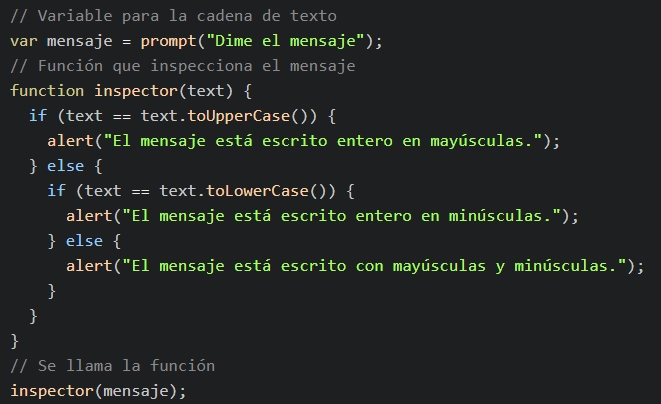 // Variable para la cadena de texto
var mensaje = prompt("Dime el mensaje");
// Función que inspecciona el mensaje
function inspector(text) {
  if (text == text.toUpperCase()) {
    alert("El mensaje está escrito entero en mayúsculas.");
  } else {
    if (text == text.toLowerCase()) {
      alert("El mensaje está escrito entero en minúsculas.");
    } else {
      alert("El mensaje está escrito con mayúsculas y minúsculas.");
    }
  }
}
// Se llama la función
inspector(mensaje);